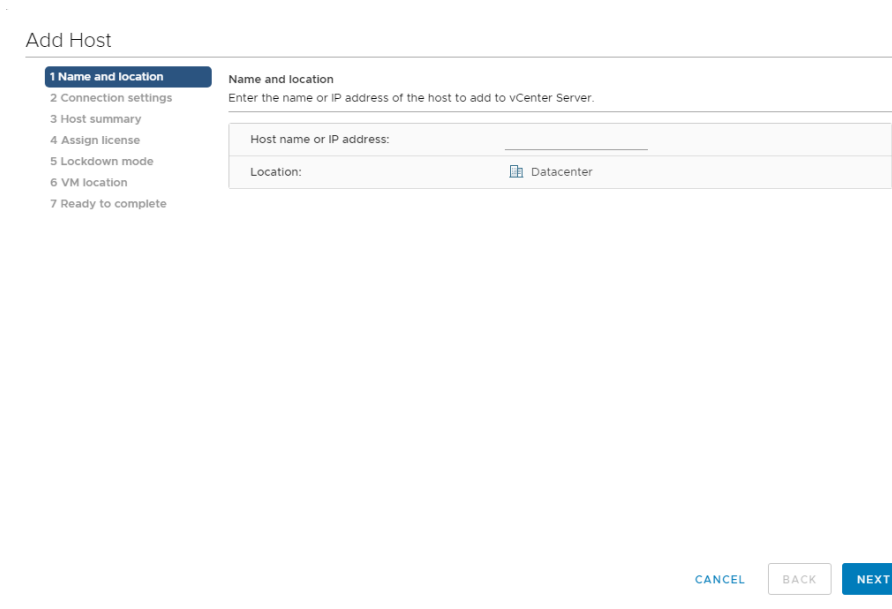 Add Host
1 Name and location
2 Connection settings
3 Host summary
4 Assign license
5 Lockdown mode
6 VM location
7 Ready to complete
Name and location
Enter the name or IP address of the host to add to vCenter Server.
Host name or IP address:
Location: Datacenter
CANCEL BACK NEXT